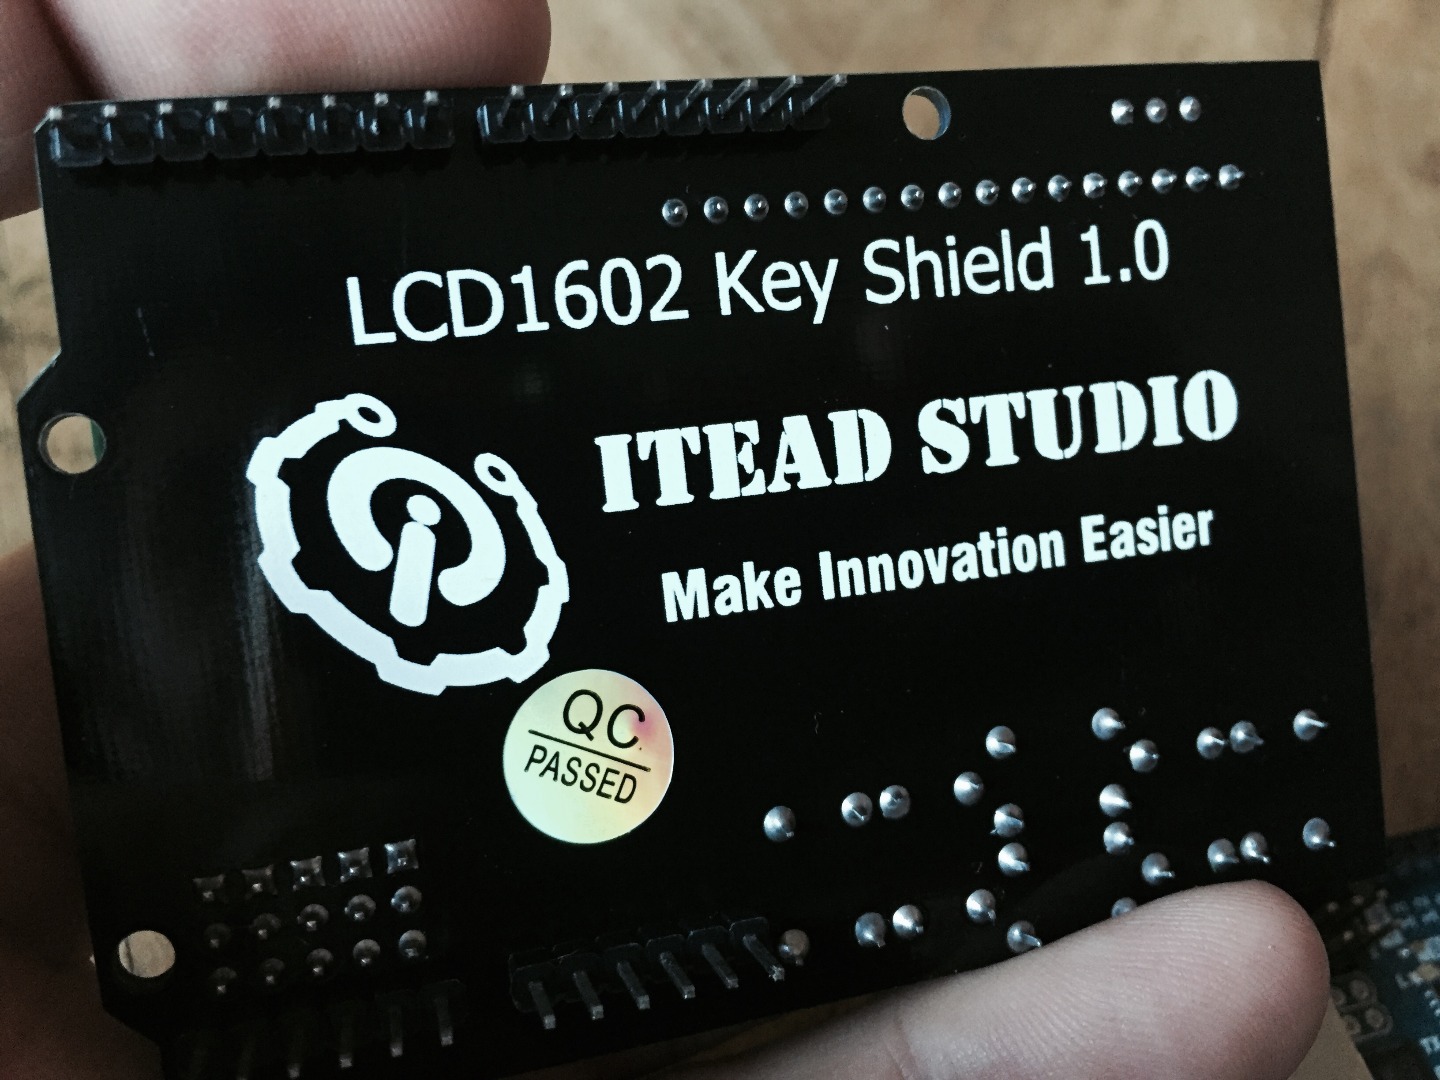 LCD1602 Key Shield 1.0
ITEAD STUDIO
Make Innovation Easier
QC
PASSED